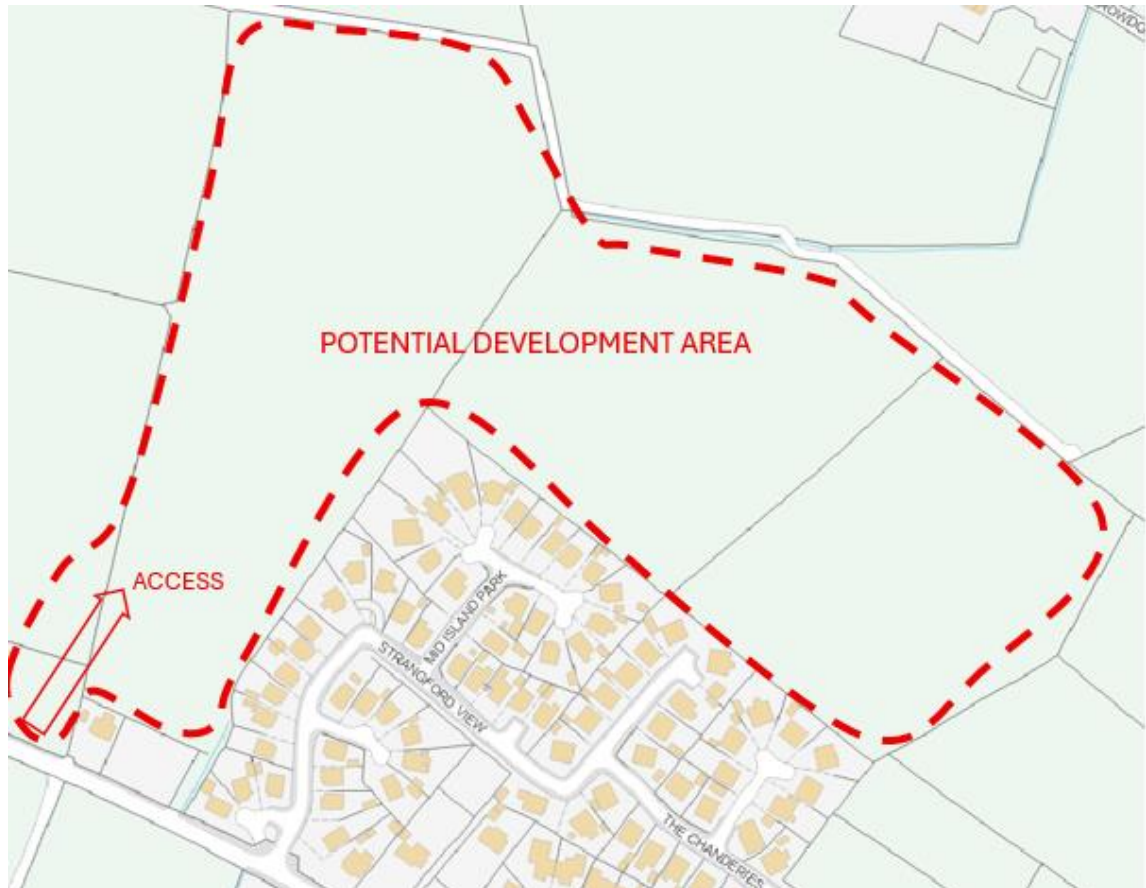 POTENTIAL DEVELOPMENT AREA
ACCESS
MID ISLAND PARK
STRANGFORD VIEW
THE CHANDERIES